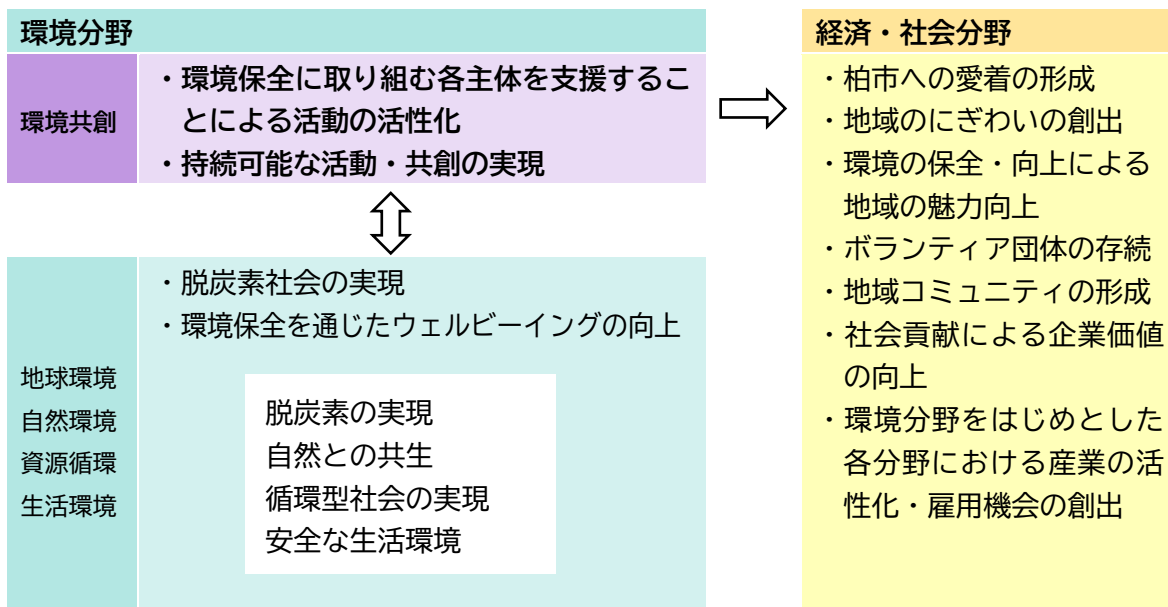 環境分野
環境共創
・環境保全に取り組む各主体を支援するこ
とによる活動の活性化
・持続可能な活動・共創の実現
地球環境
自然環境
資源循環
生活環境
・脱炭素社会の実現
・環境保全を通じたウェルビーイングの向上
脱炭素の実現
自然との共生
循環型社会の実現
安全な生活環境
経済・社会分野
・柏市への愛着の形成
・地域のにぎわいの創出
・環境の保全・向上による
地域の魅力向上
・ボランティア団体の存続
・地域コミュニティの形成
・社会貢献による企業価値
の向上
・環境分野をはじめとした
各分野における産業の活
性化・雇用機会の創出